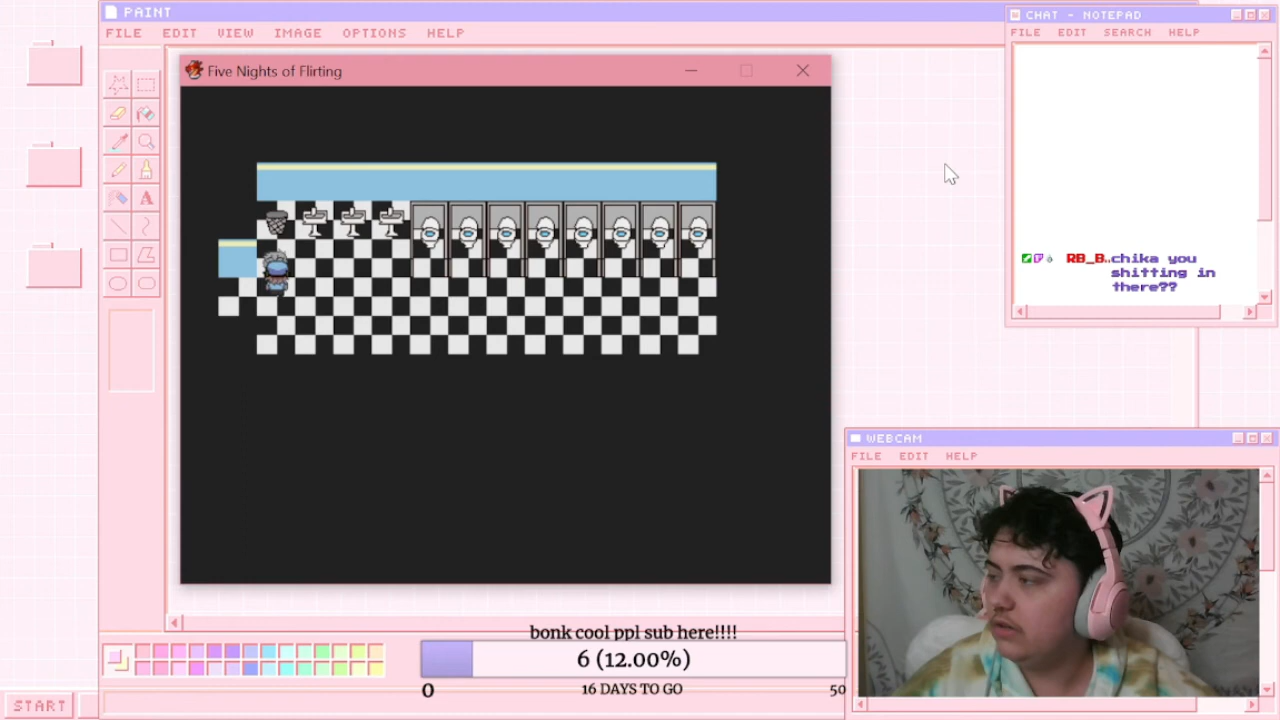 PAINT
FILE EDIT VIEW IMAGE OPTIONS HELP
Five Nights of Flirting
CHAT - NOTEPAD
FILE EDIT SEARCH HELP
RB_B.. chika you
shitting in
there??
WEBCAM
FILE EDIT HELP
A
bonk cool ppl sub here!!!!
6 (12.00%)
0 16 DAYS TO GO 50
START